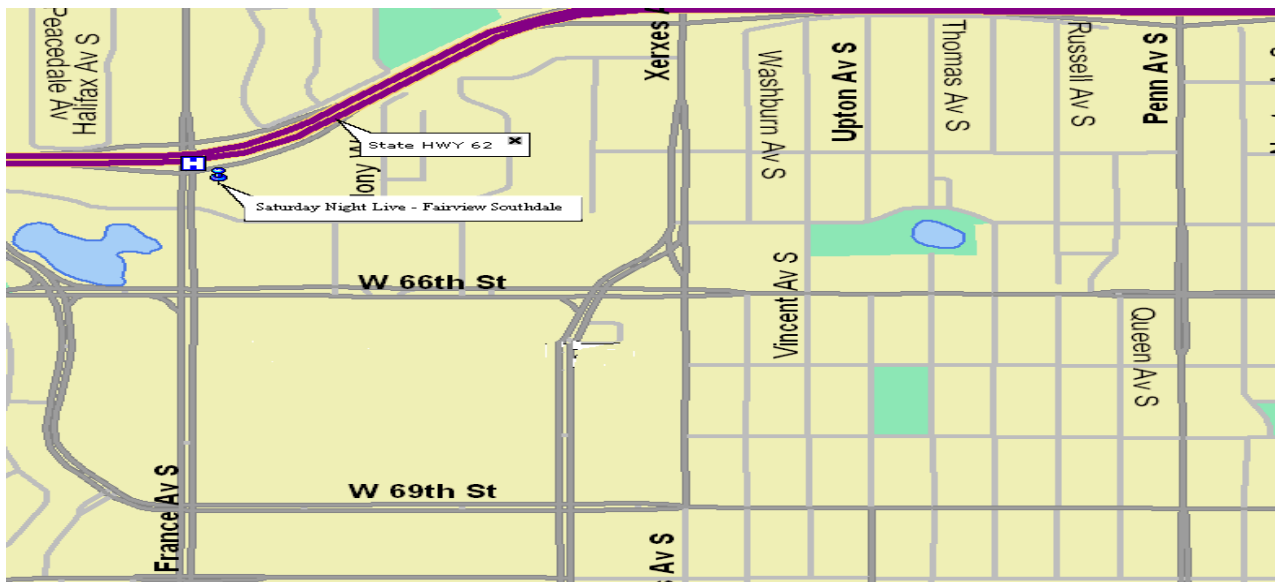 Peacedale Av
Halifax Av S
Xerxes A
Washburn Av S
Upton Av S
Thomas Av S
Russell Av S
Penn Av S
State HWY 62
H
lony W
Saturday Night Live - Fairview Southdale
W 66th St
Vincent Av S
Queen Av S
W 69th St
France Av S
s Av S